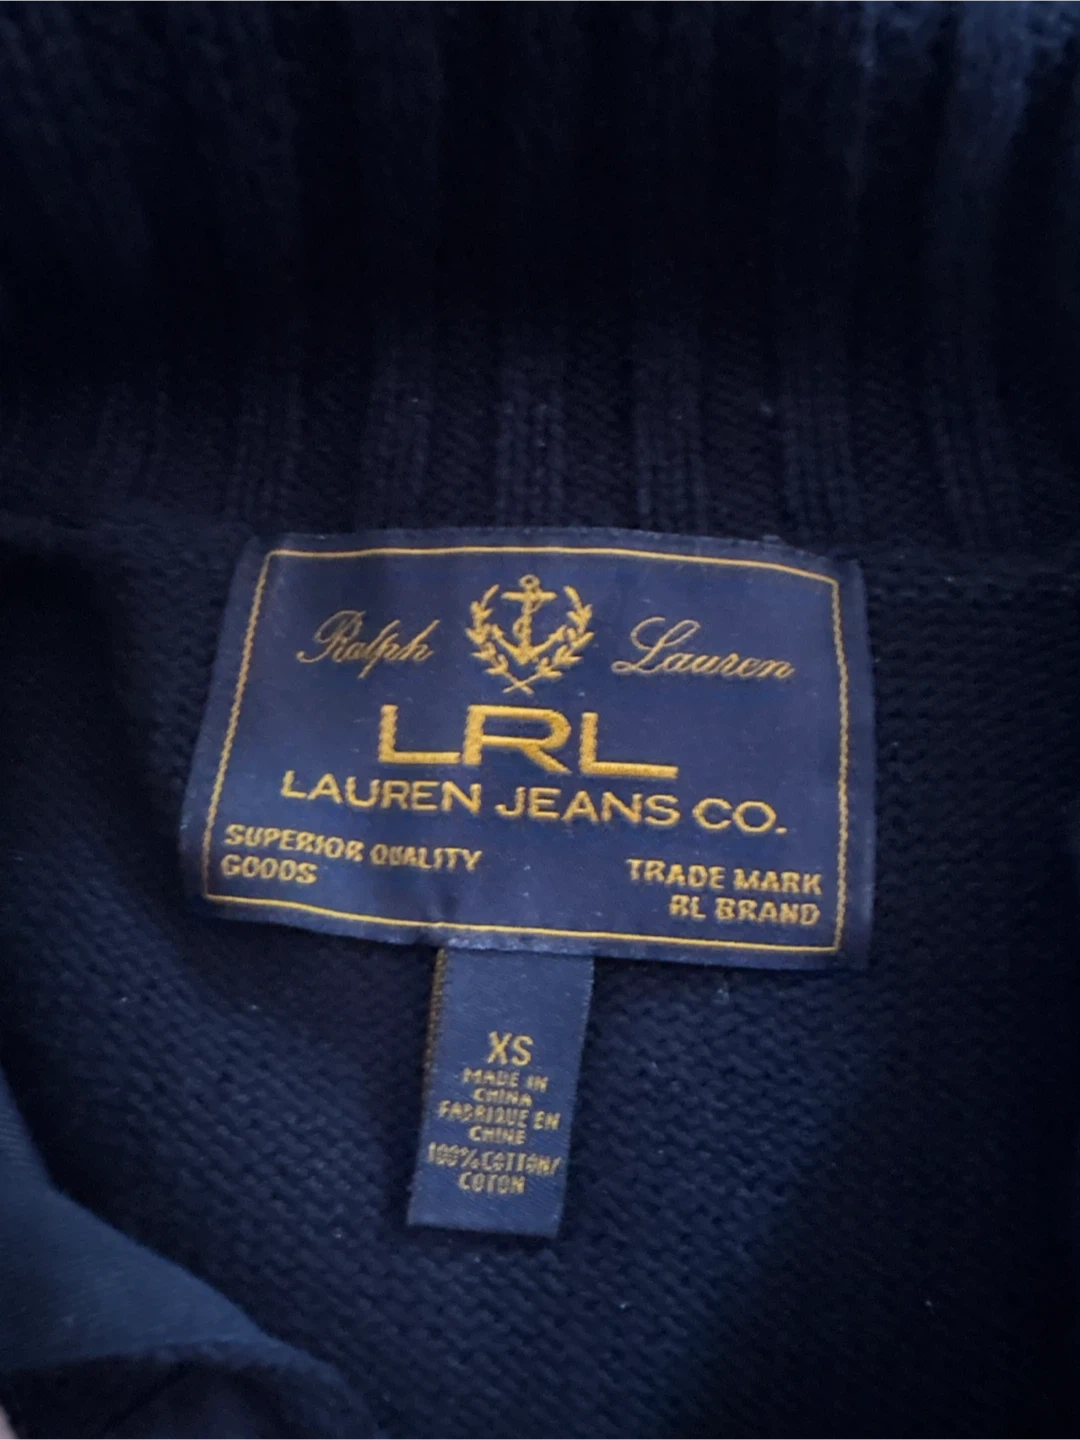 Ralph Lauren
LRL
LAUREN JEANS CO.
SUPERIOR QUALITY
GOODS
TRADE MARK
RL BRAND
XS
MADE IN
CHINA
FABRIQUE EN
CHINE
100% COTTON/
COTON